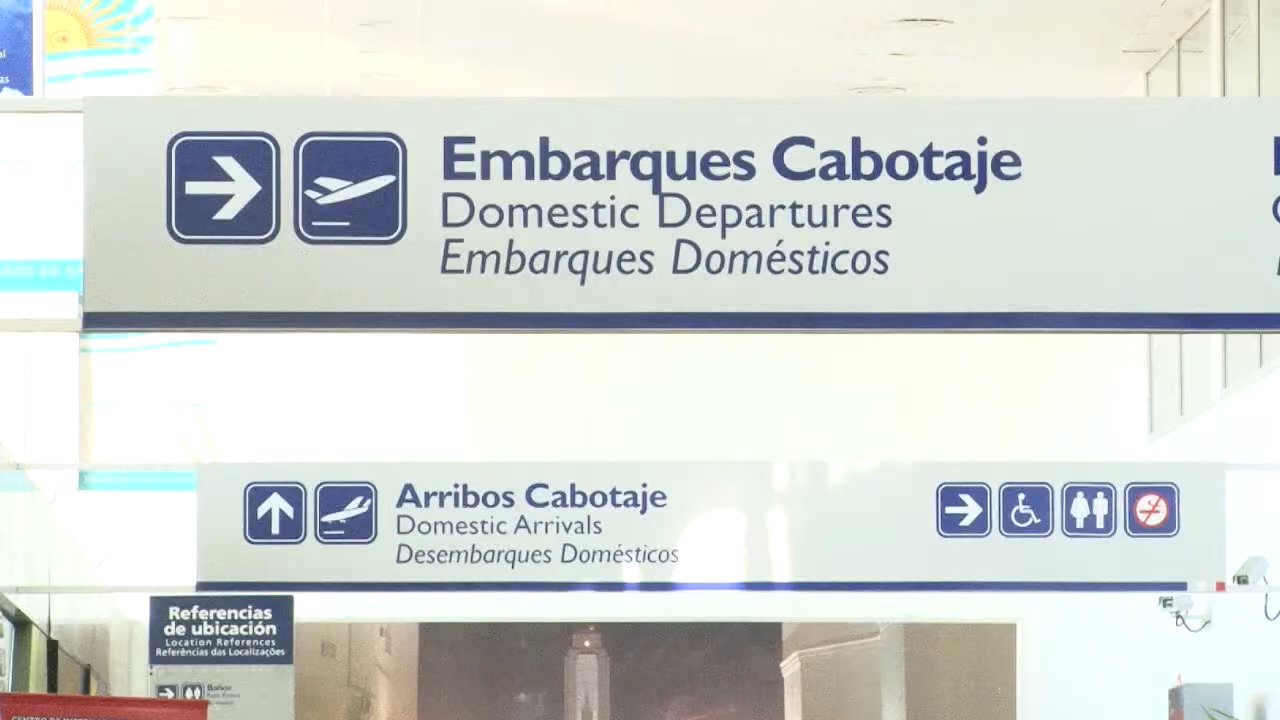 Embarques Cabotaje
Domestic Departures
Embarques Domésticos
Arribos Cabotaje
Domestic Arrivals
Desembarques Domésticos
Referencias
de ubicación
Location References
Referências das Localizações